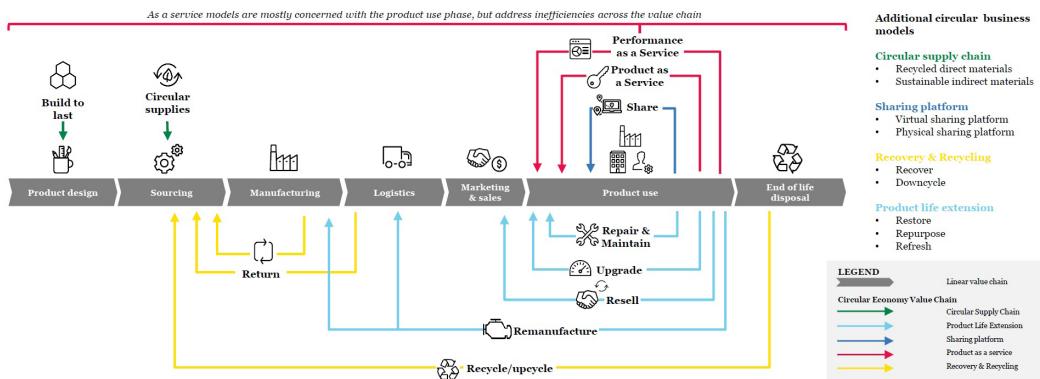 As a service models are mostly concerned with the product use phase, but address inefficiencies across the value chain
Build to
last
Circular
supplies
Performance
as a Service
Product as
a Service
Share
Product design
Sourcing
Manufacturing
Logistics
Marketing
& sales
Product use
End of life
disposal
Return
Repair &
Maintain
Upgrade
Resell
Remanufacture
Recycle/upcycle
Additional circular business
models
Circular supply chain
• Recycled direct materials
• Sustainable indirect materials
Sharing platform
• Virtual sharing platform
• Physical sharing platform
Recovery & Recycling
• Recover
• Downcycle
Product life extension
• Restore
• Repurpose
• Refresh
LEGEND
Linear value chain
Circular Economy Value Chain
Circular Supply Chain
Product Life Extension
Sharing platform
Product as a service
Recovery & Recycling